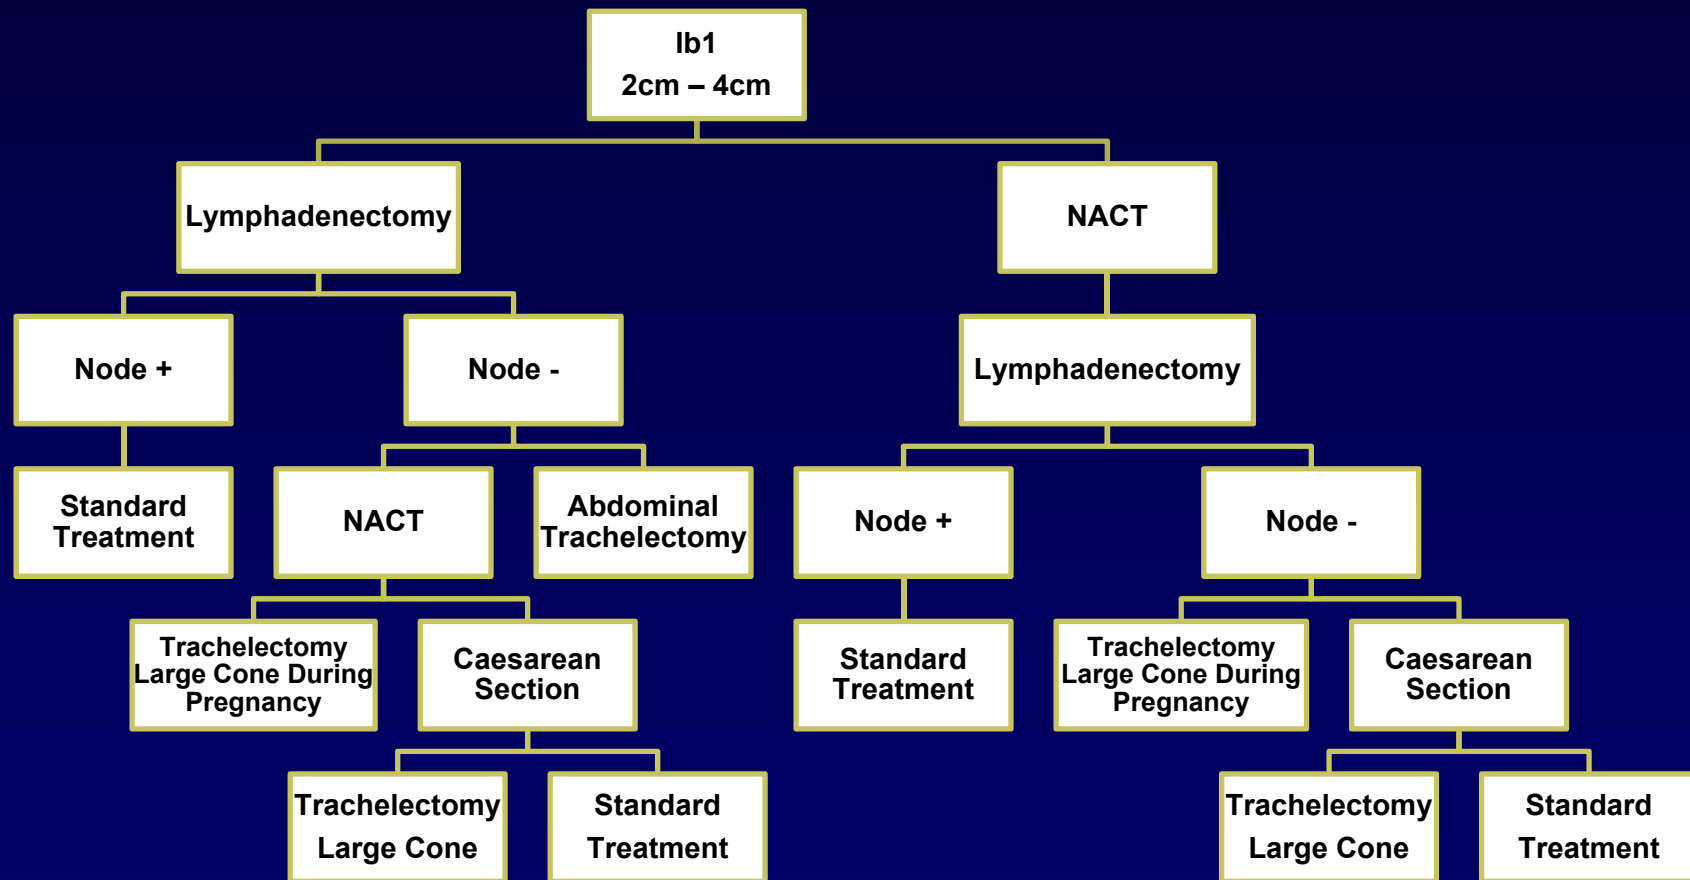 Ib1
2cm – 4cm
Lymphadenectomy
NACT
Node +
Node -
Lymphadenectomy
Standard
Treatment
NACT
Abdominal
Trachelectomy
Node +
Node -
Trachelectomy
Large Cone During
Pregnancy
Caesarean
Section
Standard
Treatment
Trachelectomy
Large Cone During
Pregnancy
Caesarean
Section
Trachelectomy
Large Cone
Standard
Treatment
Trachelectomy
Large Cone
Standard
Treatment